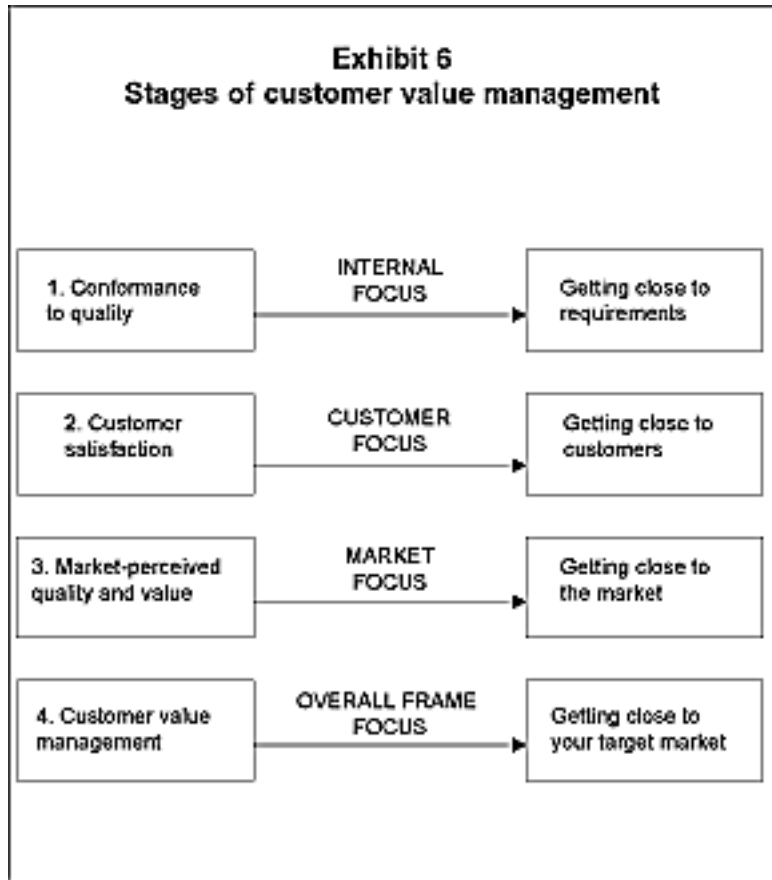 Exhibit 6
Stages of customer value management
1. Conformance
to quality
INTERNAL
FOCUS
Getting close to
requirements
2. Customer
satisfaction
CUSTOMER
FOCUS
Getting close to
customers
3. Market-perceived
quality and value
MARKET
FOCUS
Getting close to
the market
4. Customer value
management
OVERALL FRAME
FOCUS
Getting close to
your target market